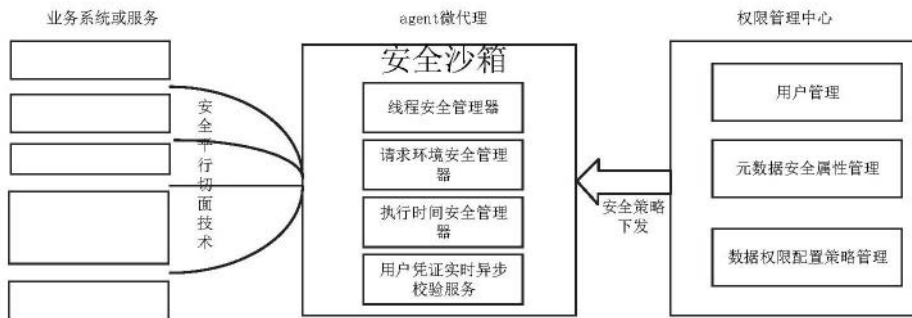 业务系统或服务
agent微代理
权限管理中心
安全平行切面技术
安全沙箱
线程安全管理器
请求环境安全管理
器
执行时间安全管理
器
用户凭证实时异步
校验服务
安全策略
下发
用户管理
元数据安全属性管理
数据权限配置策略管理